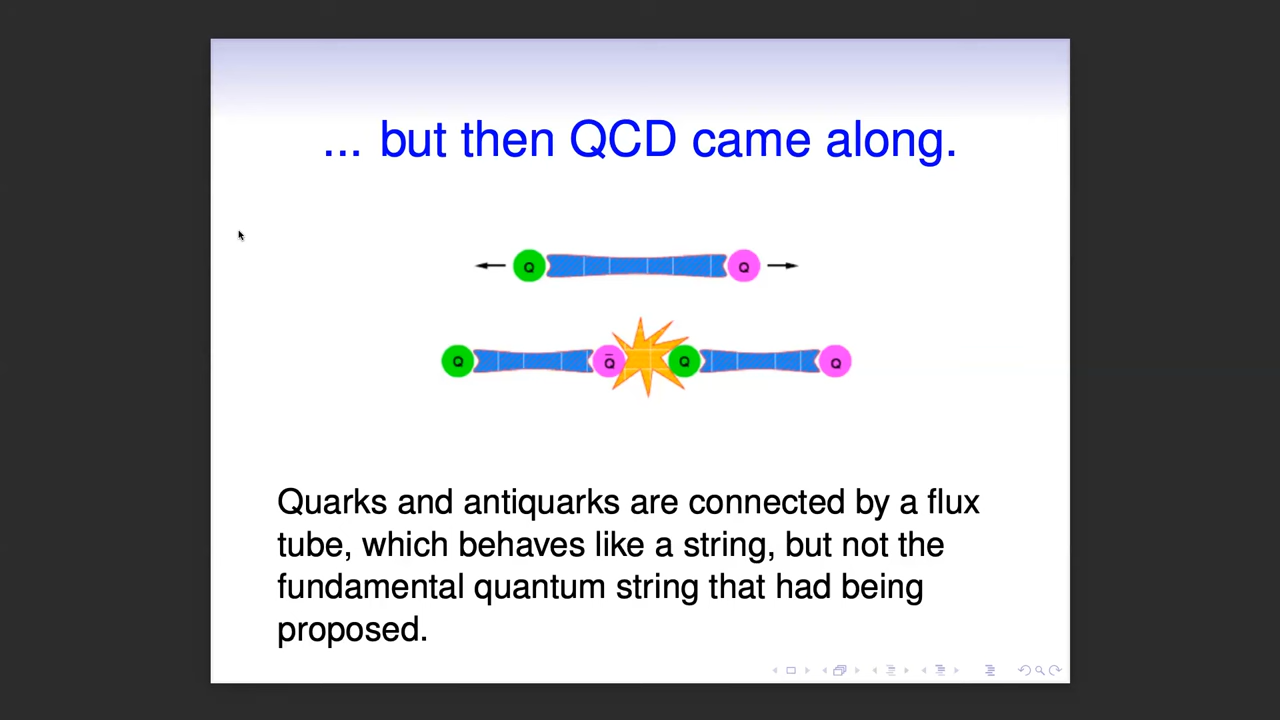 ... but then QCD came along.
Q Q
Q Q̄ Q Q
Quarks and antiquarks are connected by a flux
tube, which behaves like a string, but not the
fundamental quantum string that had being
proposed.